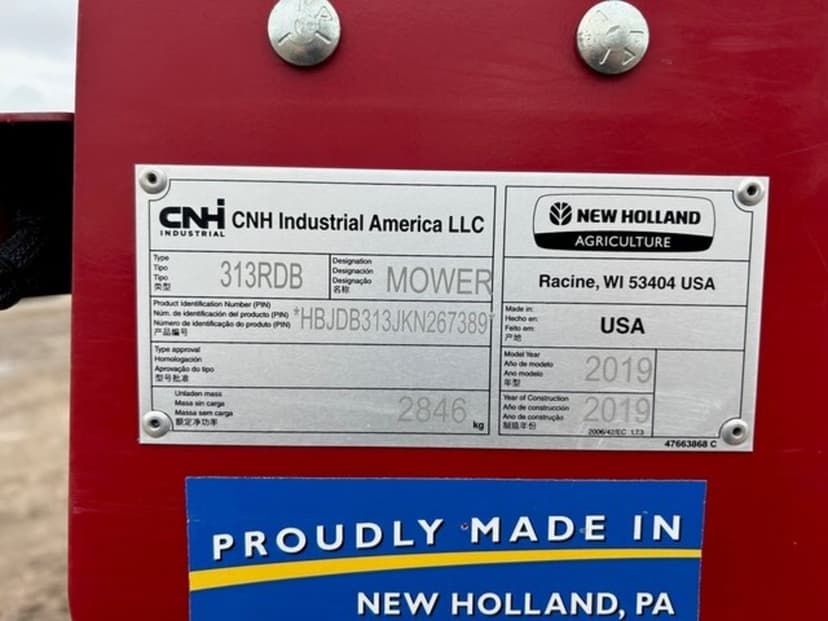 CNH INDUSTRIAL CNH Industrial America LLC
Type
Tipo
Tipo
类型
313RDB
Designation
Designación
Designação
名称
MOWER
Product Identification Number (PIN)
Núm. de identificación del producto (PIN)
Número de identificação do produto (PIN)
产品编号
*HBJDB313JKN267389*
Type approval
Homologación
Aprovação do tipo
型号批准
Unladen mass
Masa sin carga
Massa sem carga
额定净功率
2846 kg
NEW HOLLAND
AGRICULTURE
Racine, WI 53404 USA
Made in:
Hecho en:
Feito em:
产地
USA
Model Year
Año de modelo
Ano modelo
年型
2019
Year of Construction
Año de construcción
Ano de construção
制造年份
2019
2006/42/EC 1.7.3
47663868 C
PROUDLY MADE IN
NEW HOLLAND, PA